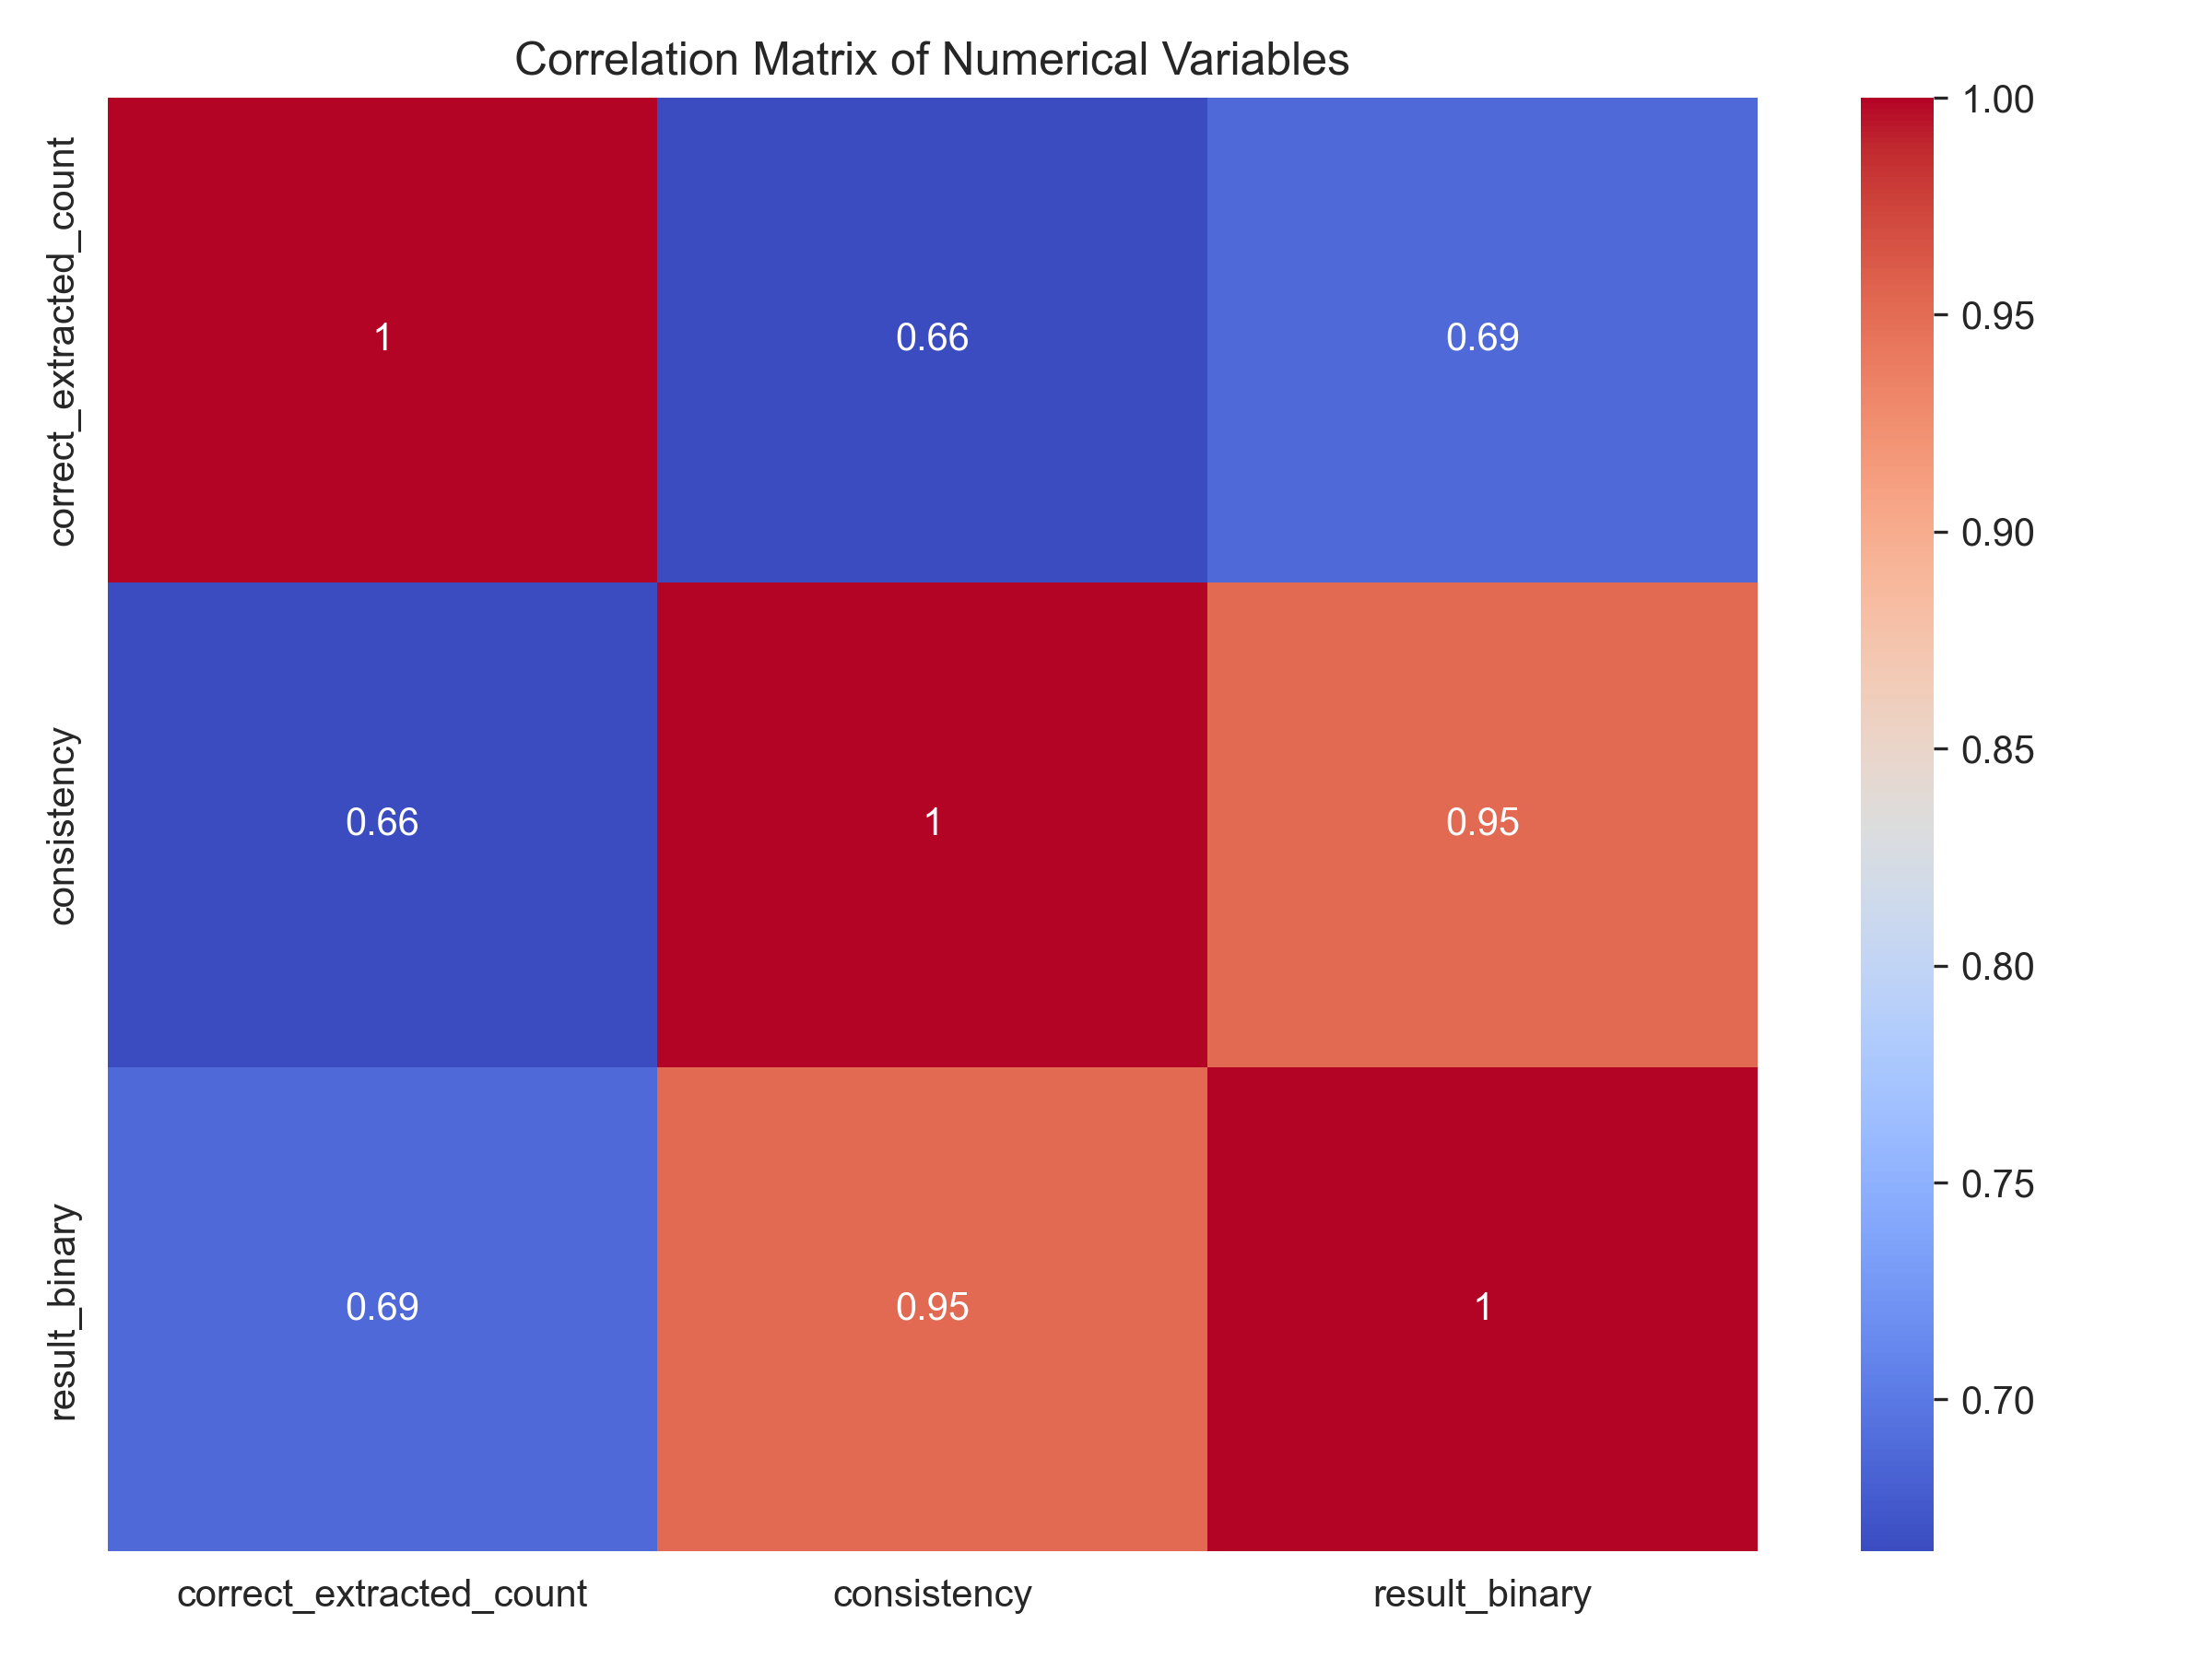 Correlation Matrix of Numerical Variables
correct_extracted_count
1
0.66
0.69
consistency
0.66
1
0.95
result_binary
0.69
0.95
1
correct_extracted_count
consistency
result_binary
1.00
0.95
0.90
0.85
0.80
0.75
0.70